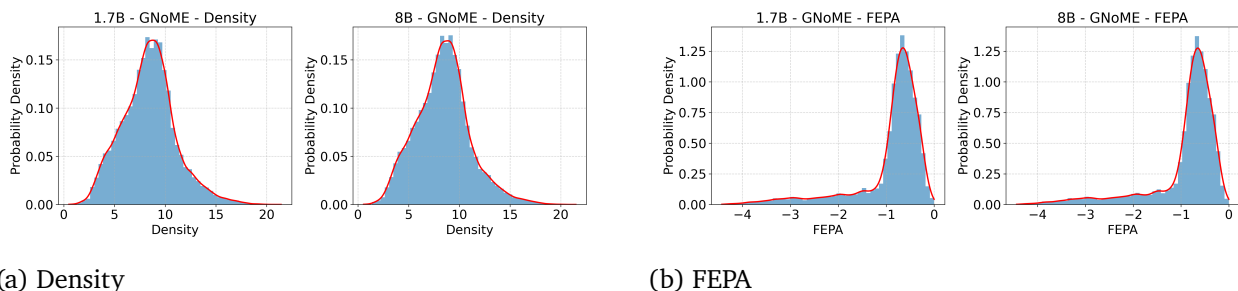 1.7B - GNoME - Density
0.15
0.10
0.05
0.00
0
5
10
15
20
Probability Density
Density
8B - GNoME - Density
0.15
0.10
0.05
0.00
0
5
10
15
20
Probability Density
Density
1.7B - GNoME - FEPA
1.25
1.00
0.75
0.50
0.25
0.00
−4
−3
−2
−1
0
Probability Density
FEPA
8B - GNoME - FEPA
1.25
1.00
0.75
0.50
0.25
0.00
−4
−3
−2
−1
0
Probability Density
FEPA
(a) Density
(b) FEPA